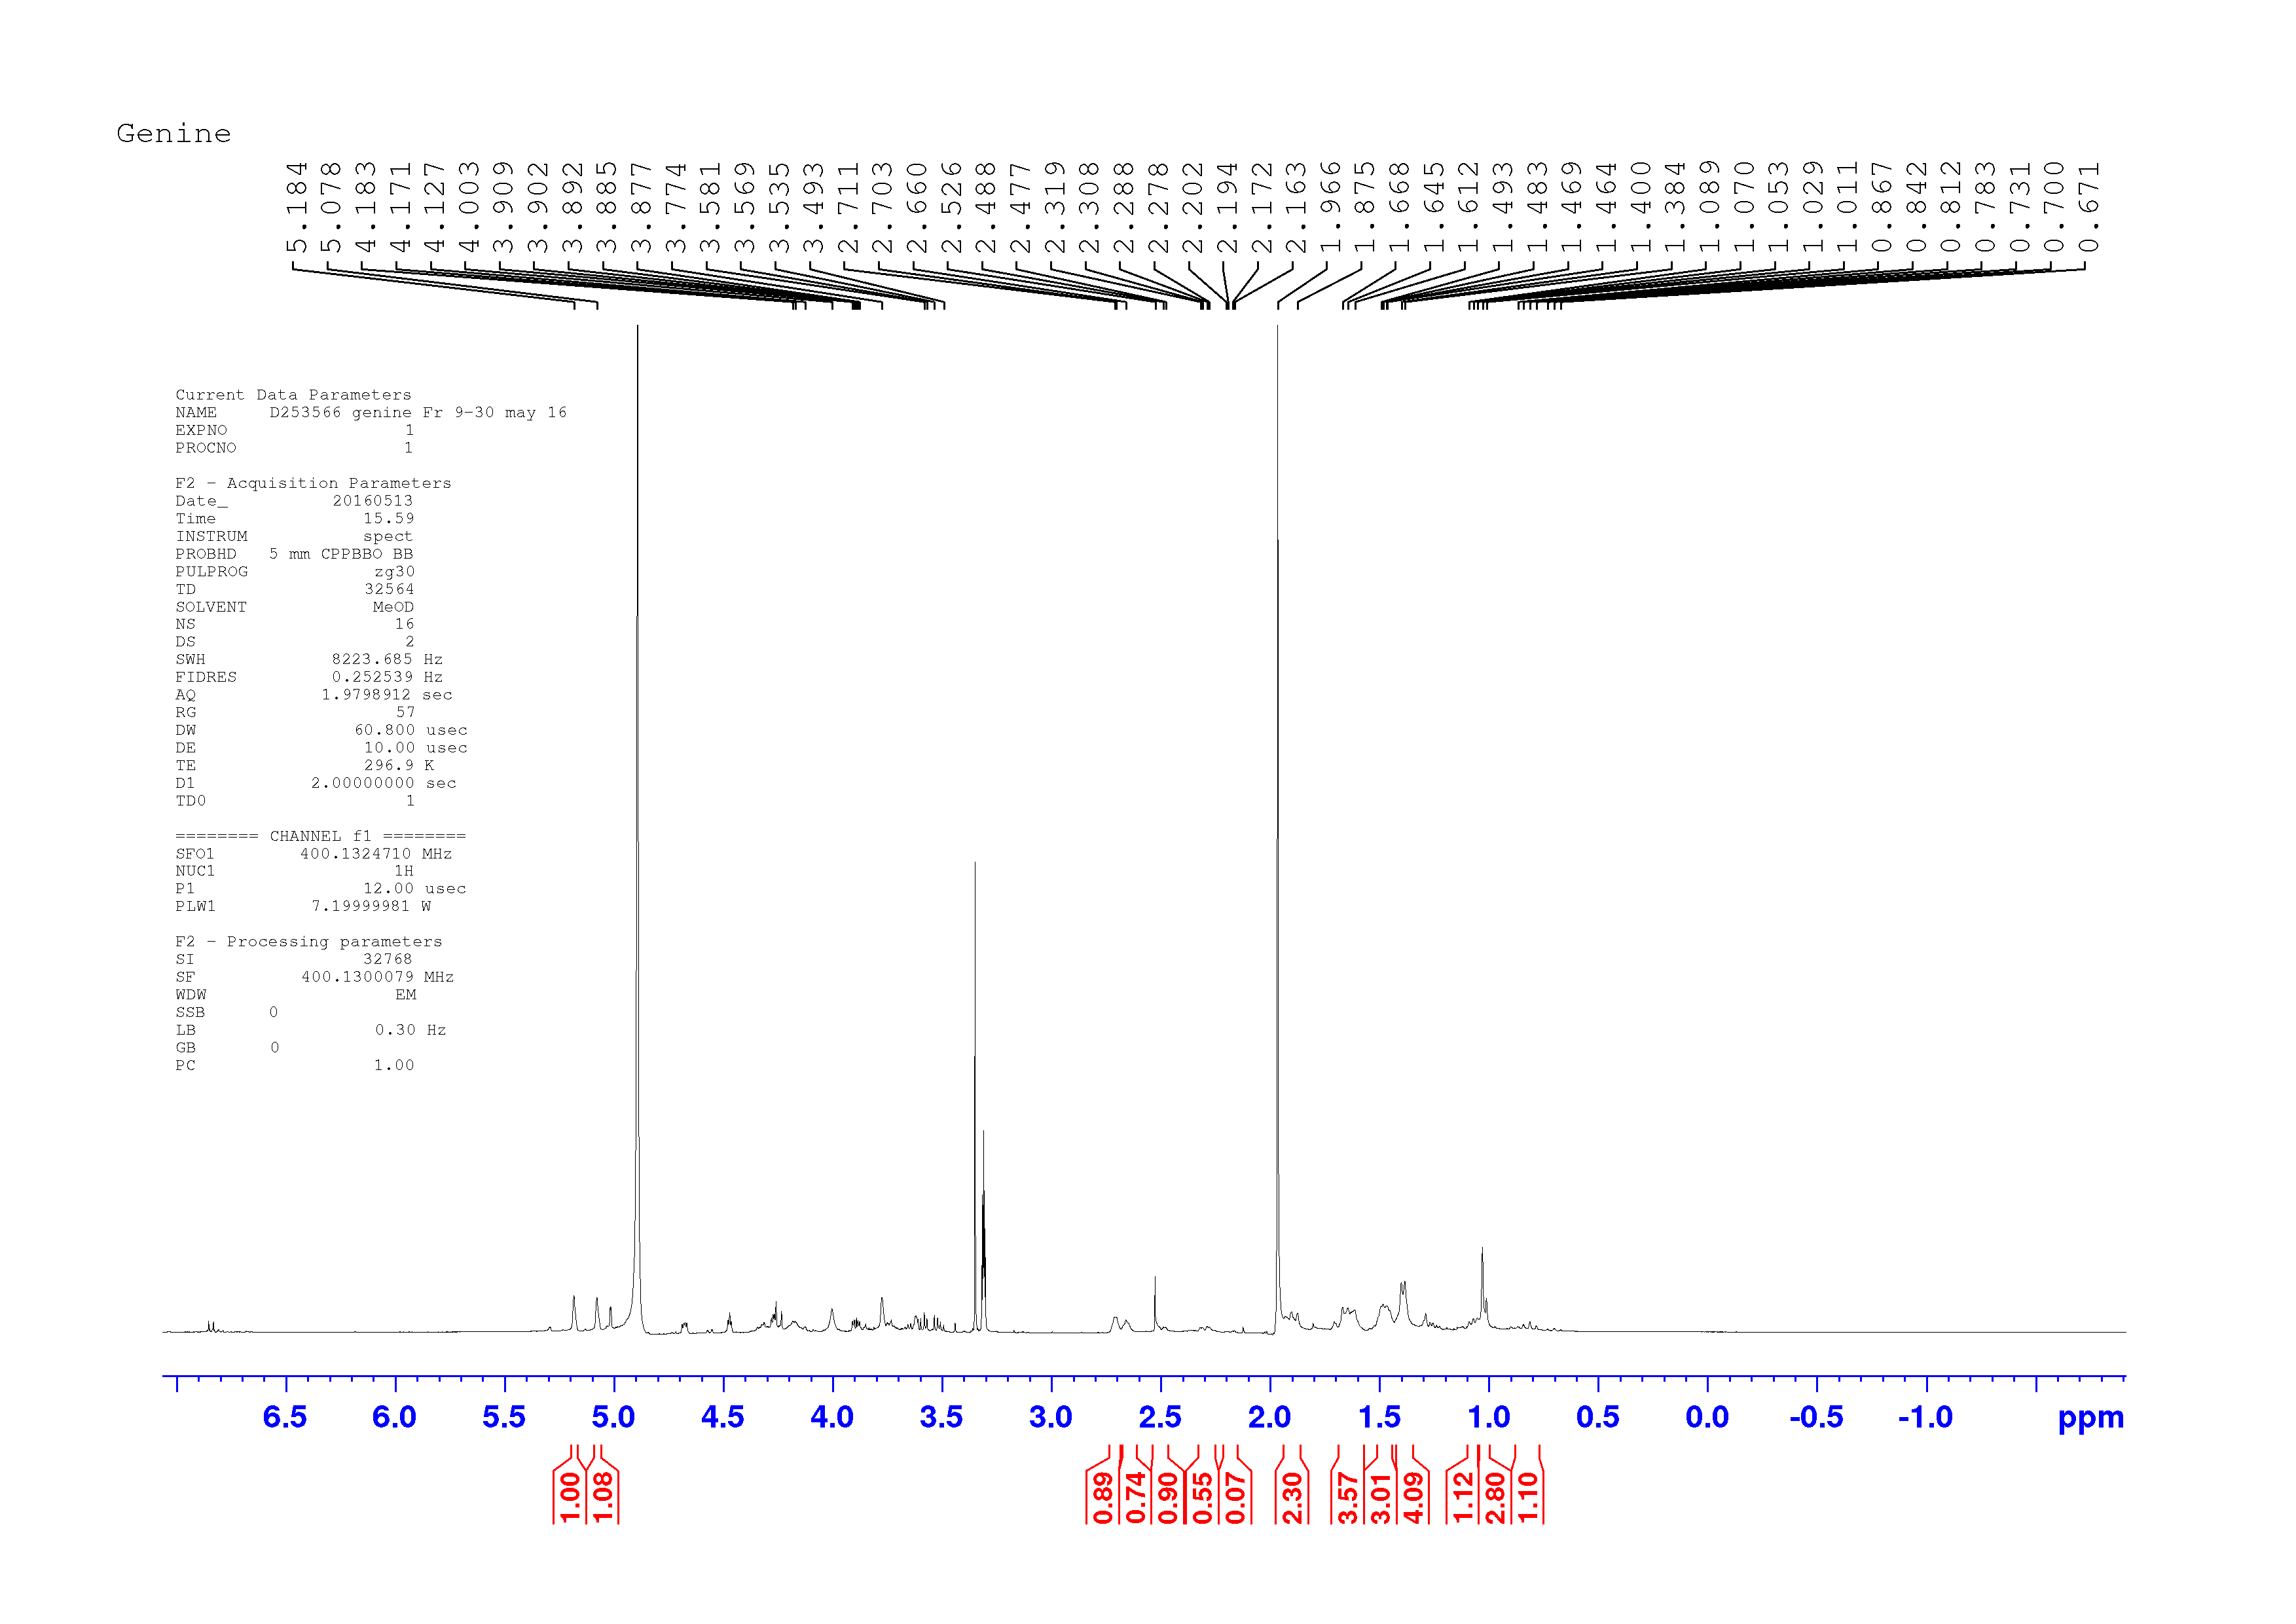 Genine
5.184
5.078
4.183
4.171
4.127
4.003
3.909
3.902
3.892
3.885
3.877
3.774
3.581
3.569
3.535
3.493
2.711
2.703
2.660
2.526
2.488
2.477
2.319
2.308
2.288
2.278
2.202
2.194
2.172
2.163
1.966
1.875
1.668
1.645
1.612
1.493
1.483
1.469
1.464
1.400
1.384
1.089
1.070
1.053
1.029
1.011
0.867
0.842
0.812
0.783
0.731
0.700
0.671
Current Data Parameters
NAME D253566 genine Fr 9-30 may 16
EXPNO 1
PROCNO 1
F2 - Acquisition Parameters
Date_ 20160513
Time 15.59
INSTRUM spect
PROBHD 5 mm CPPBBO BB
PULPROG zg30
TD 32564
SOLVENT MeOD
NS 16
DS 2
SWH 8223.685 Hz
FIDRES 0.252539 Hz
AQ 1.9798912 sec
RG 57
DW 60.800 usec
DE 10.00 usec
TE 296.9 K
D1 2.00000000 sec
TD0 1
======== CHANNEL f1 ========
SFO1 400.1324710 MHz
NUC1 1H
P1 12.00 usec
PLW1 7.19999981 W
F2 - Processing parameters
SI 32768
SF 400.1300079 MHz
WDW EM
SSB 0
LB 0.30 Hz
GB 0
PC 1.00
6.5 6.0 5.5 5.0 4.5 4.0 3.5 3.0 2.5 2.0 1.5 1.0 0.5 0.0 -0.5 -1.0 ppm
1.00
1.08
0.89
0.74
0.90
0.55
0.07
2.30
3.57
3.01
4.09
1.12
2.80
1.10